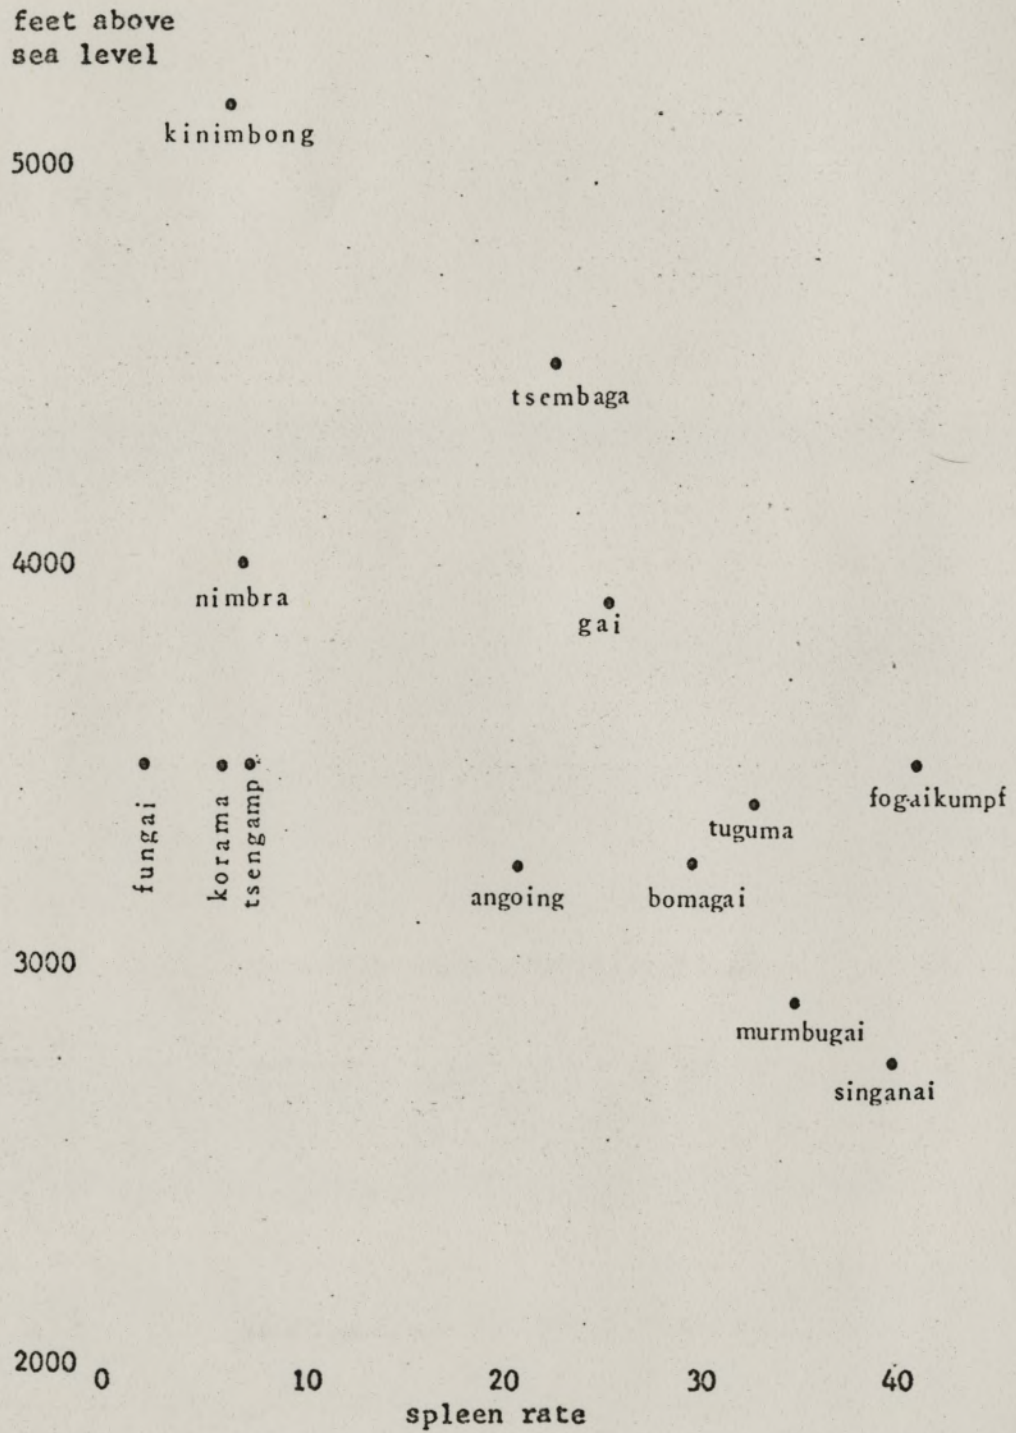 feet above
sea level
kinimbong
5000
tsembaga
4000
nimbra
gai
fungai
korama
tsengamp
fogaikumpf
tuguma
angoing
bomagai
3000
murmbugai
singanai
2000
0 10 20 30 40
spleen rate